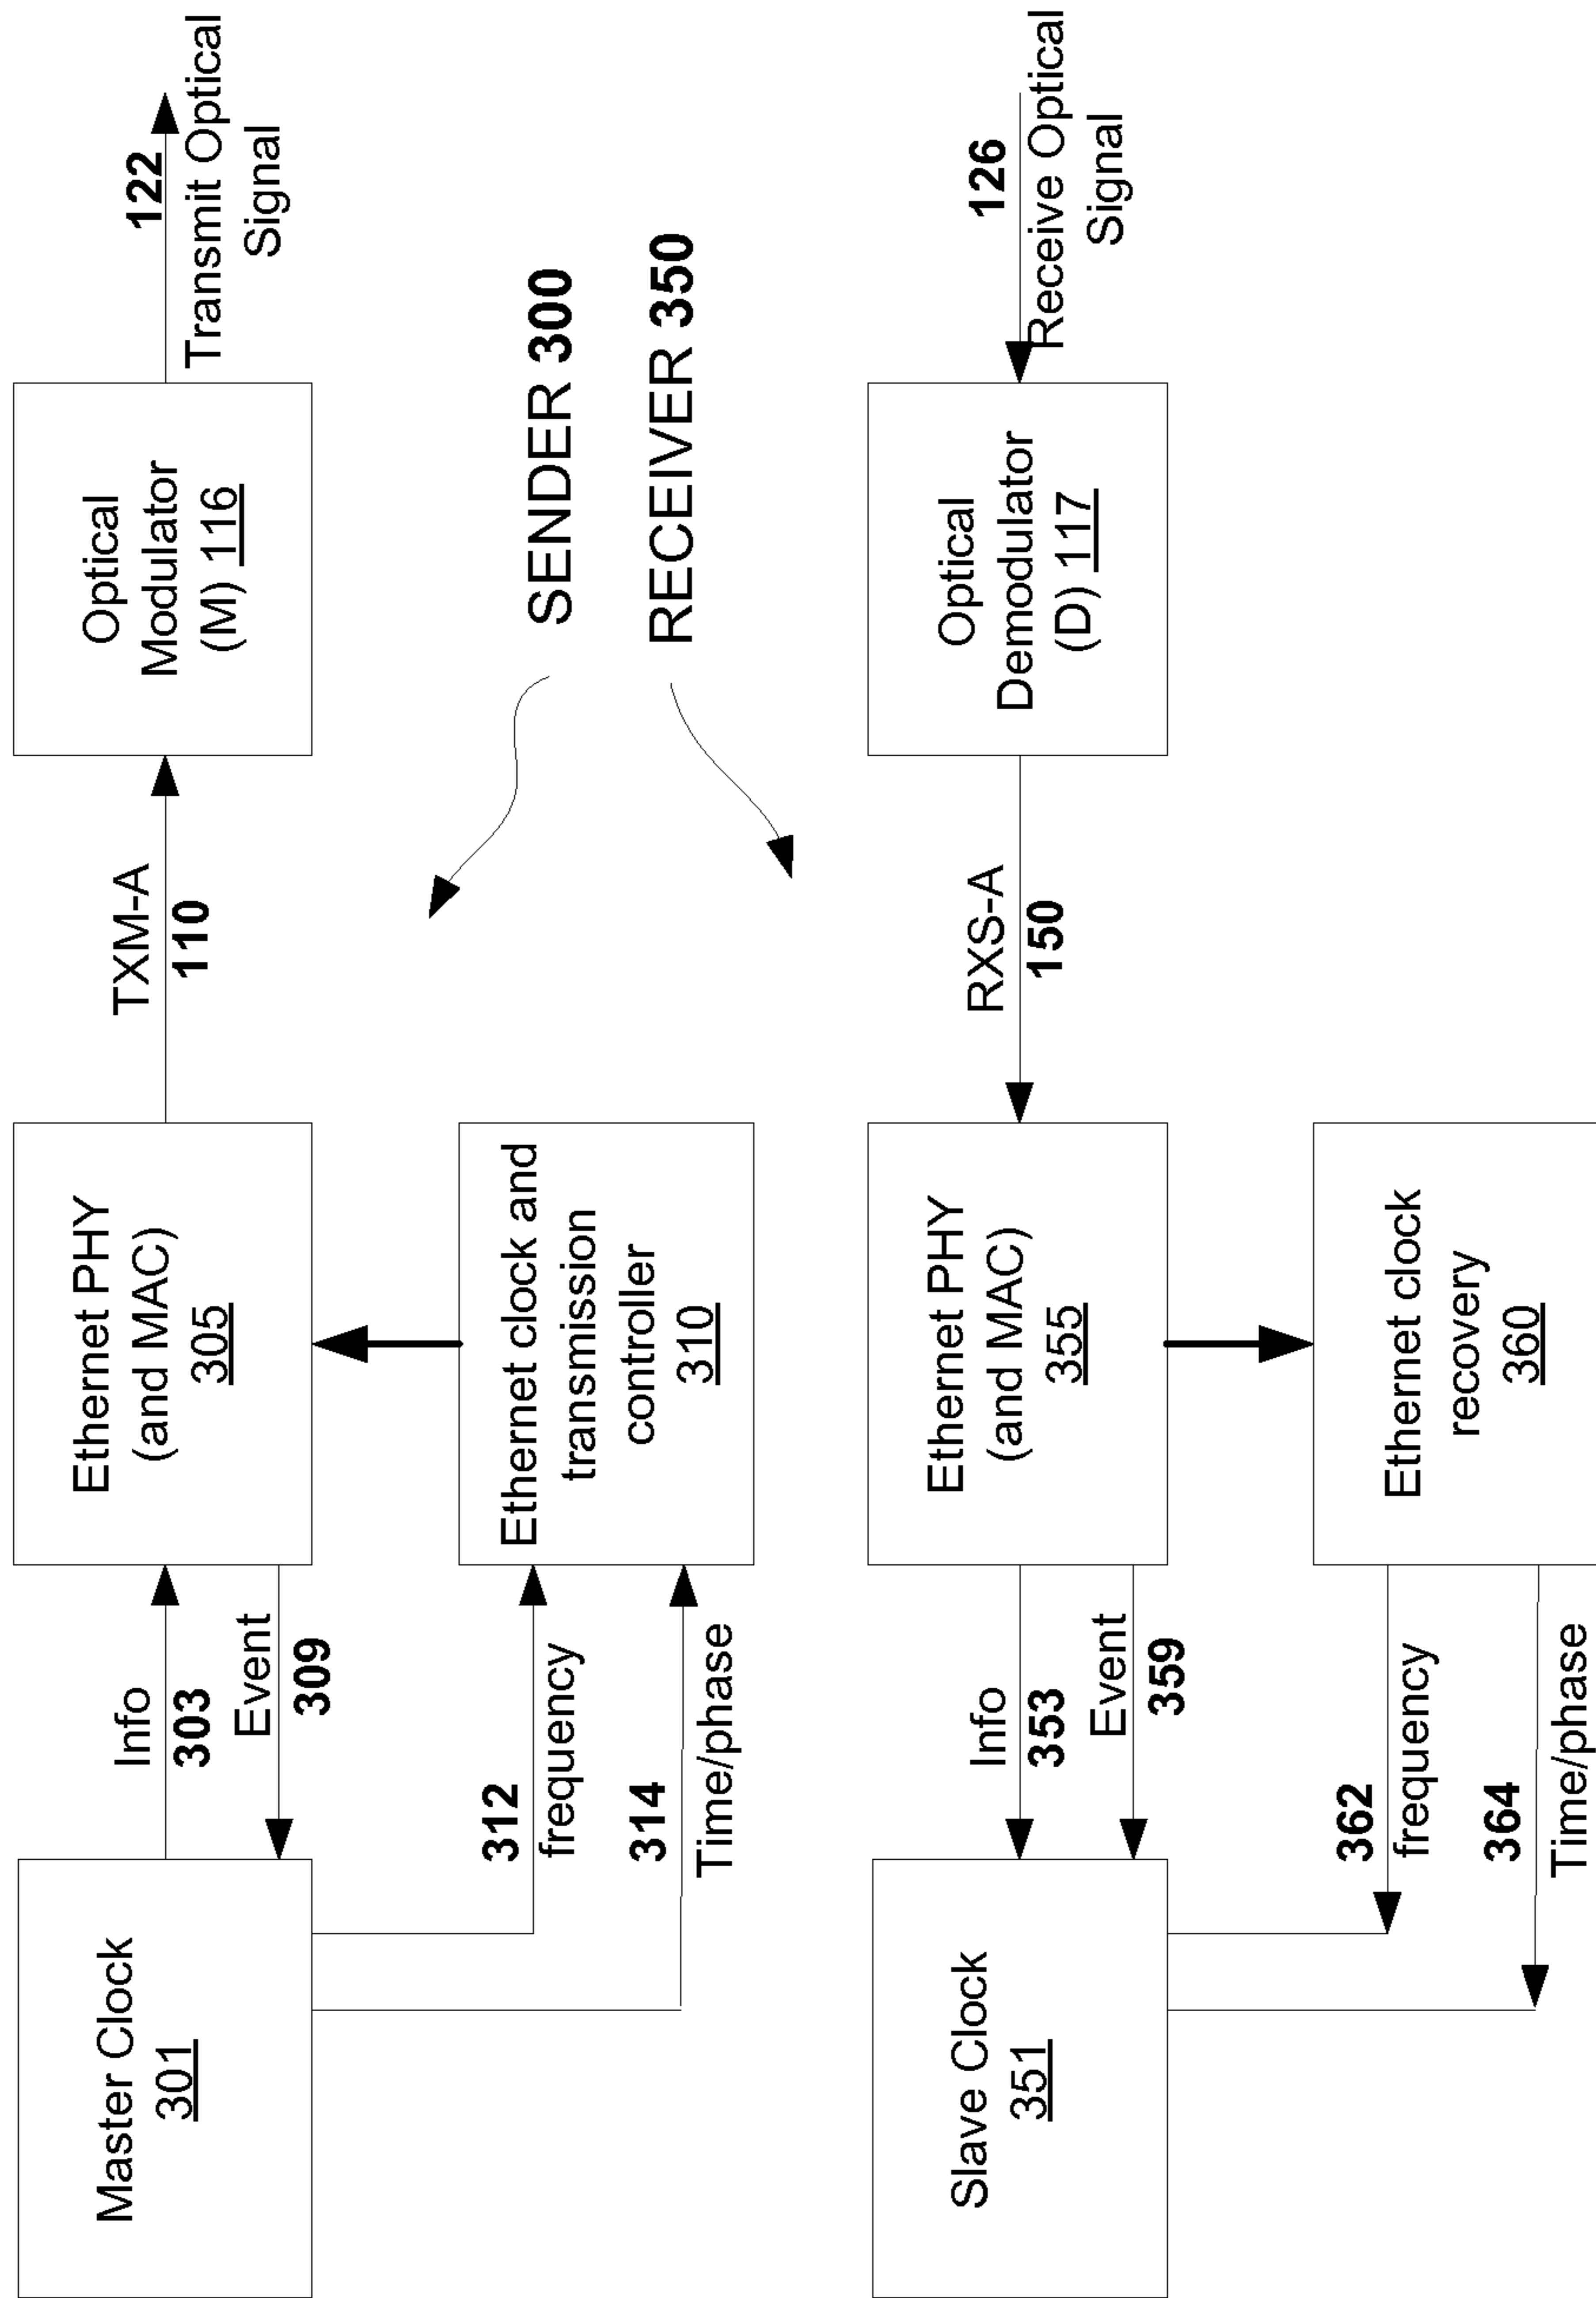 Master Clock
301
Info
303
Event
309
Ethernet PHY
(and MAC)
305
TXM-A
110
Optical
Modulator
(M) 116
122
Transmit Optical
Signal
312
frequency
314
Time/phase
Ethernet clock and
transmission
controller
310
SENDER 300
RECEIVER 350
Slave Clock
351
Info
353
Event
359
Ethernet PHY
(and MAC)
355
RXS-A
150
Optical
Demodulator
(D) 117
126
Receive Optical
Signal
362
frequency
364
Time/phase
Ethernet clock
recovery
360